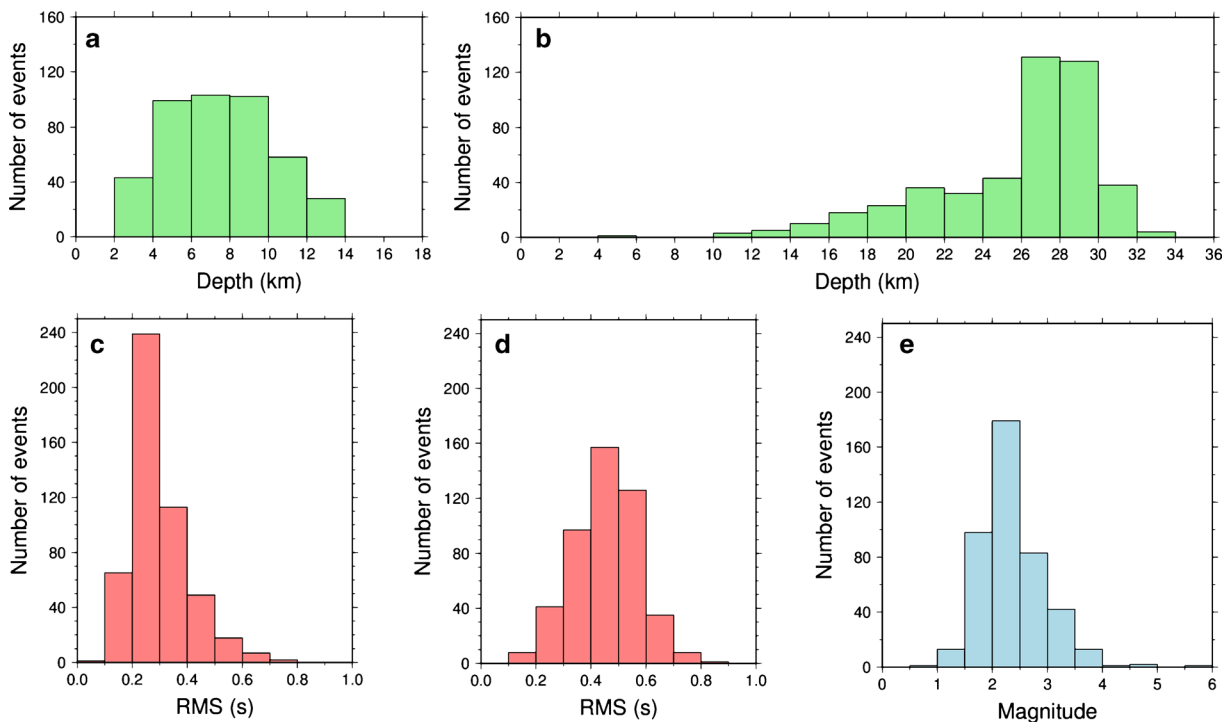 a
Number of events
0 40 80 120 160
0 2 4 6 8 10 12 14 16 18
Depth (km)
b
Number of events
0 40 80 120 160
0 2 4 6 8 10 12 14 16 18 20 22 24 26 28 30 32 34 36
Depth (km)
c
Number of events
0 40 80 120 160 200 240
0.0 0.2 0.4 0.6 0.8 1.0
RMS (s)
d
Number of events
0 40 80 120 160 200 240
0.0 0.2 0.4 0.6 0.8 1.0
RMS (s)
e
Number of events
0 40 80 120 160 200 240
0 1 2 3 4 5 6
Magnitude